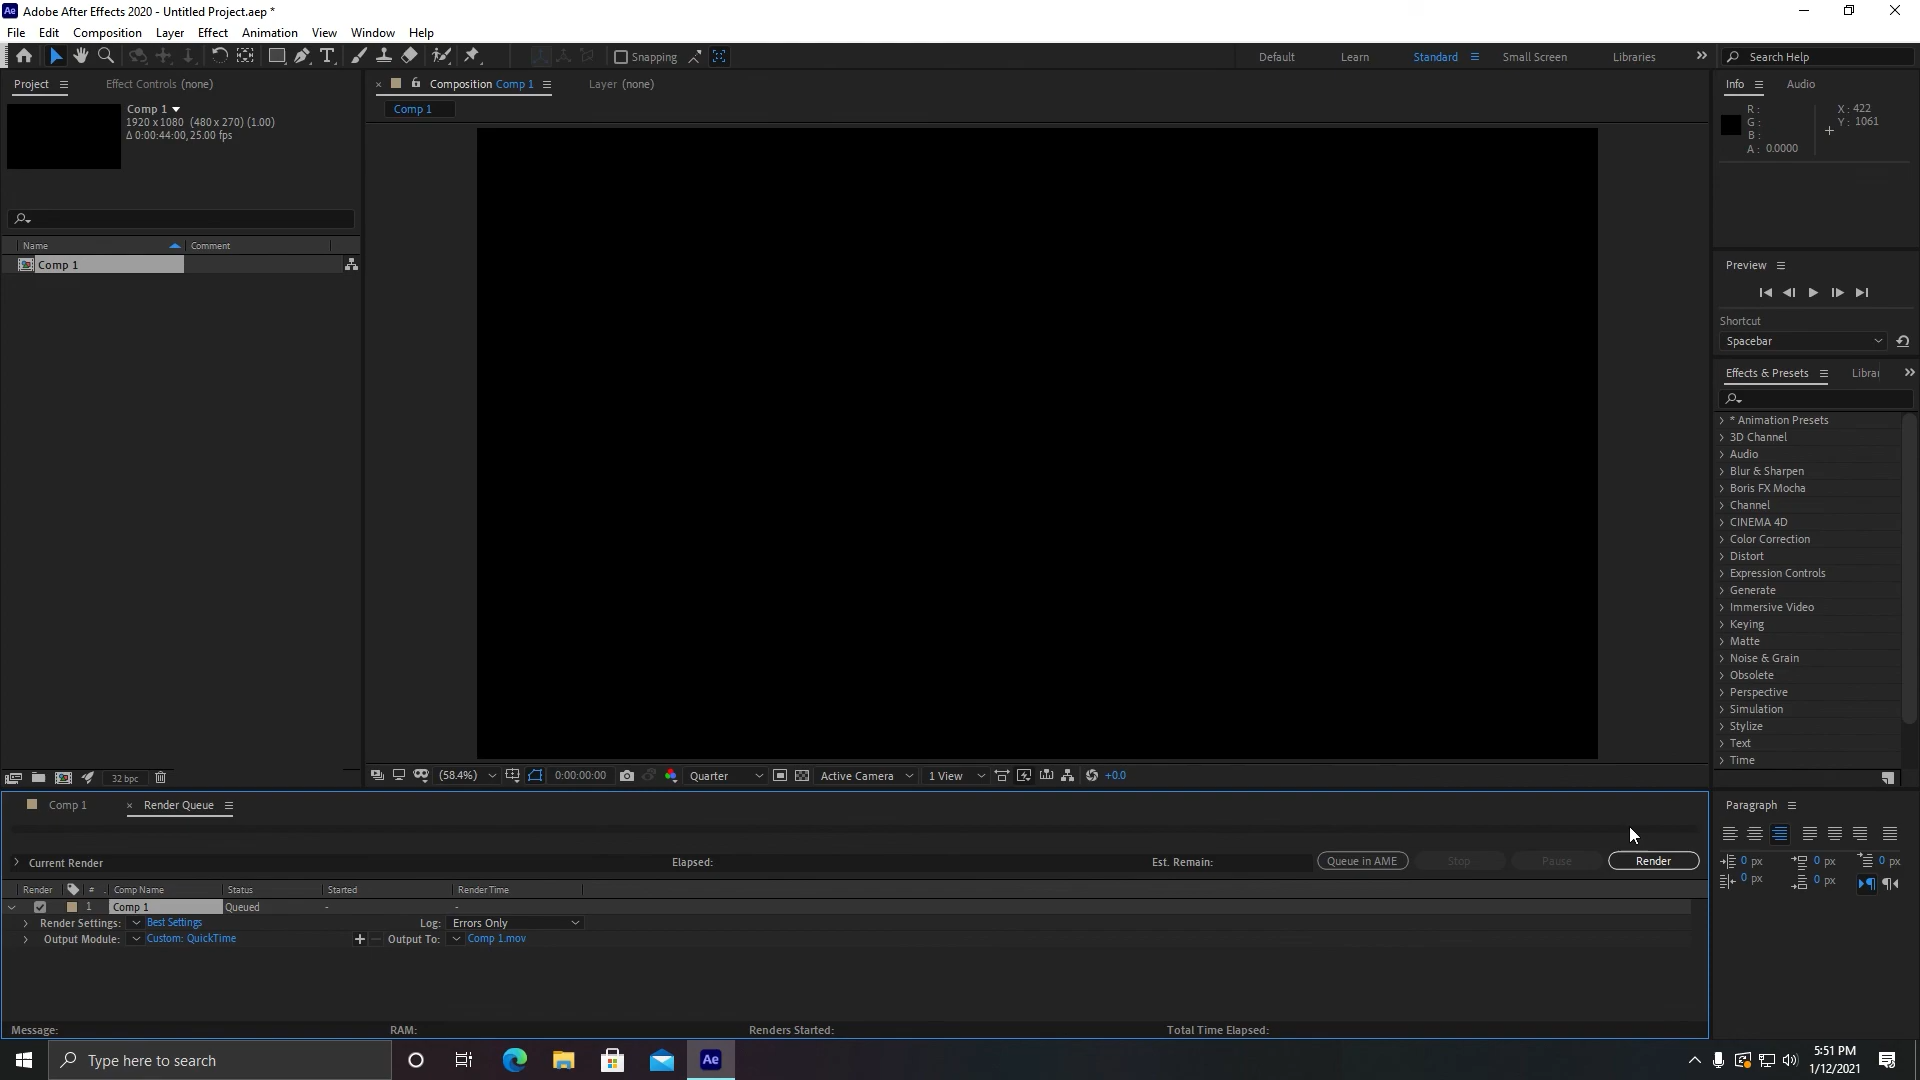 Adobe After Effects 2020 - Untitled Project.aep *
File Edit Composition Layer Effect Animation View Window Help
Snapping Default Learn Standard Small Screen Libraries Search Help
Project Effect Controls (none) Composition Comp 1 Layer (none) Info Audio
Comp 1
1920 x 1080 (480 x 270) (1.00)
Δ 0:00:44:00, 25.00 fps
Comp 1
R :
G :
B :
A : 0.0000
X : 422
Y : 1061
Name Comment
Comp 1
Preview
Shortcut
Spacebar
Effects & Presets Librar
* Animation Presets
3D Channel
Audio
Blur & Sharpen
Boris FX Mocha
Channel
CINEMA 4D
Color Correction
Distort
Expression Controls
Generate
Immersive Video
Keying
Matte
Noise & Grain
Obsolete
Perspective
Simulation
Stylize
Text
Time
32 bpc (58.4%) 0:00:00:00 Quarter Active Camera 1 View +0.0
Comp 1 Render Queue
Current Render Elapsed: Est. Remain: Queue in AME Stop Pause Render
Render # Comp Name Status Started Render Time
1 Comp 1 Queued - -
Render Settings: Best Settings Log: Errors Only
Output Module: Custom: QuickTime Output To: Comp 1.mov
Message: RAM: Renders Started: Total Time Elapsed:
Paragraph
0 px 0 px 0 px
0 px 0 px
Type here to search
Ae
5:51 PM
1/12/2021